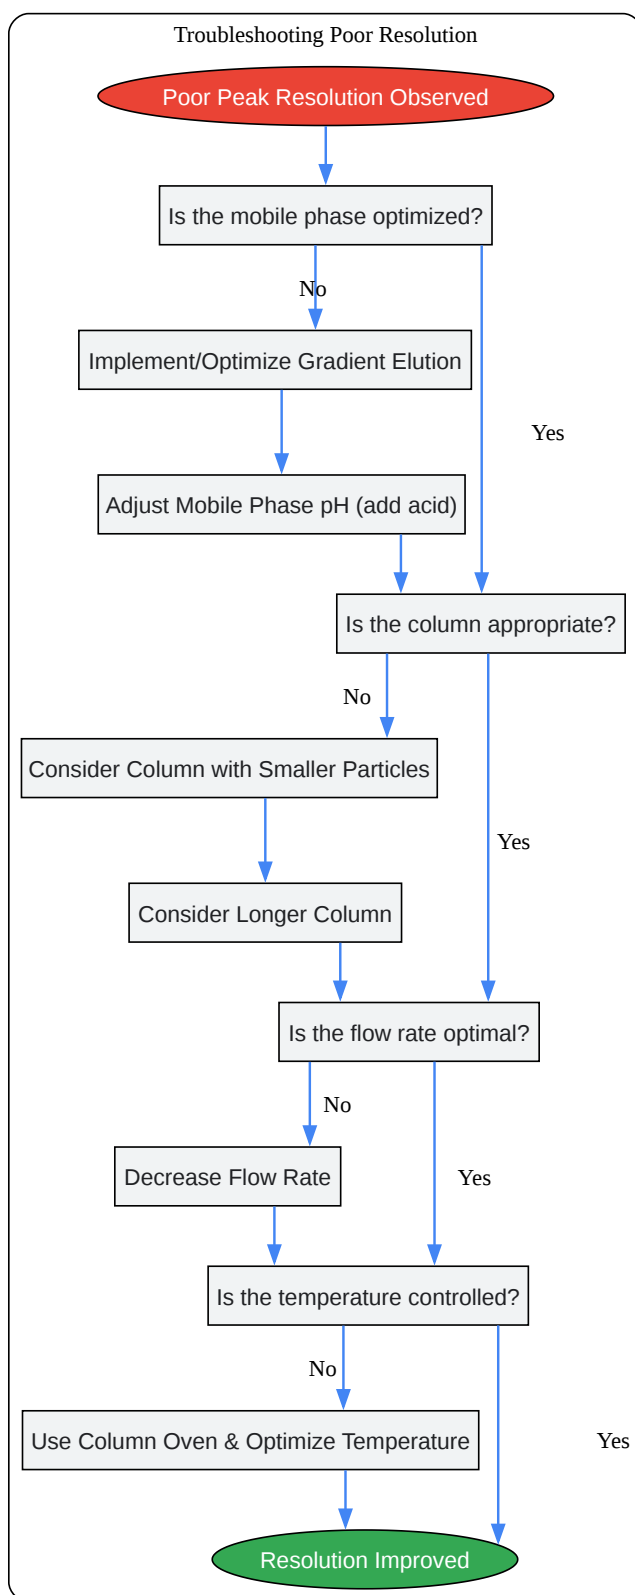 Troubleshooting Poor Resolution
Poor Peak Resolution Observed
Is the mobile phase optimized?
No
Implement/Optimize Gradient Elution
Yes
Adjust Mobile Phase pH (add acid)
Is the column appropriate?
No
Consider Column with Smaller Particles
Yes
Consider Longer Column
Is the flow rate optimal?
No
Decrease Flow Rate
Yes
Is the temperature controlled?
No
Use Column Oven & Optimize Temperature
Yes
Resolution Improved